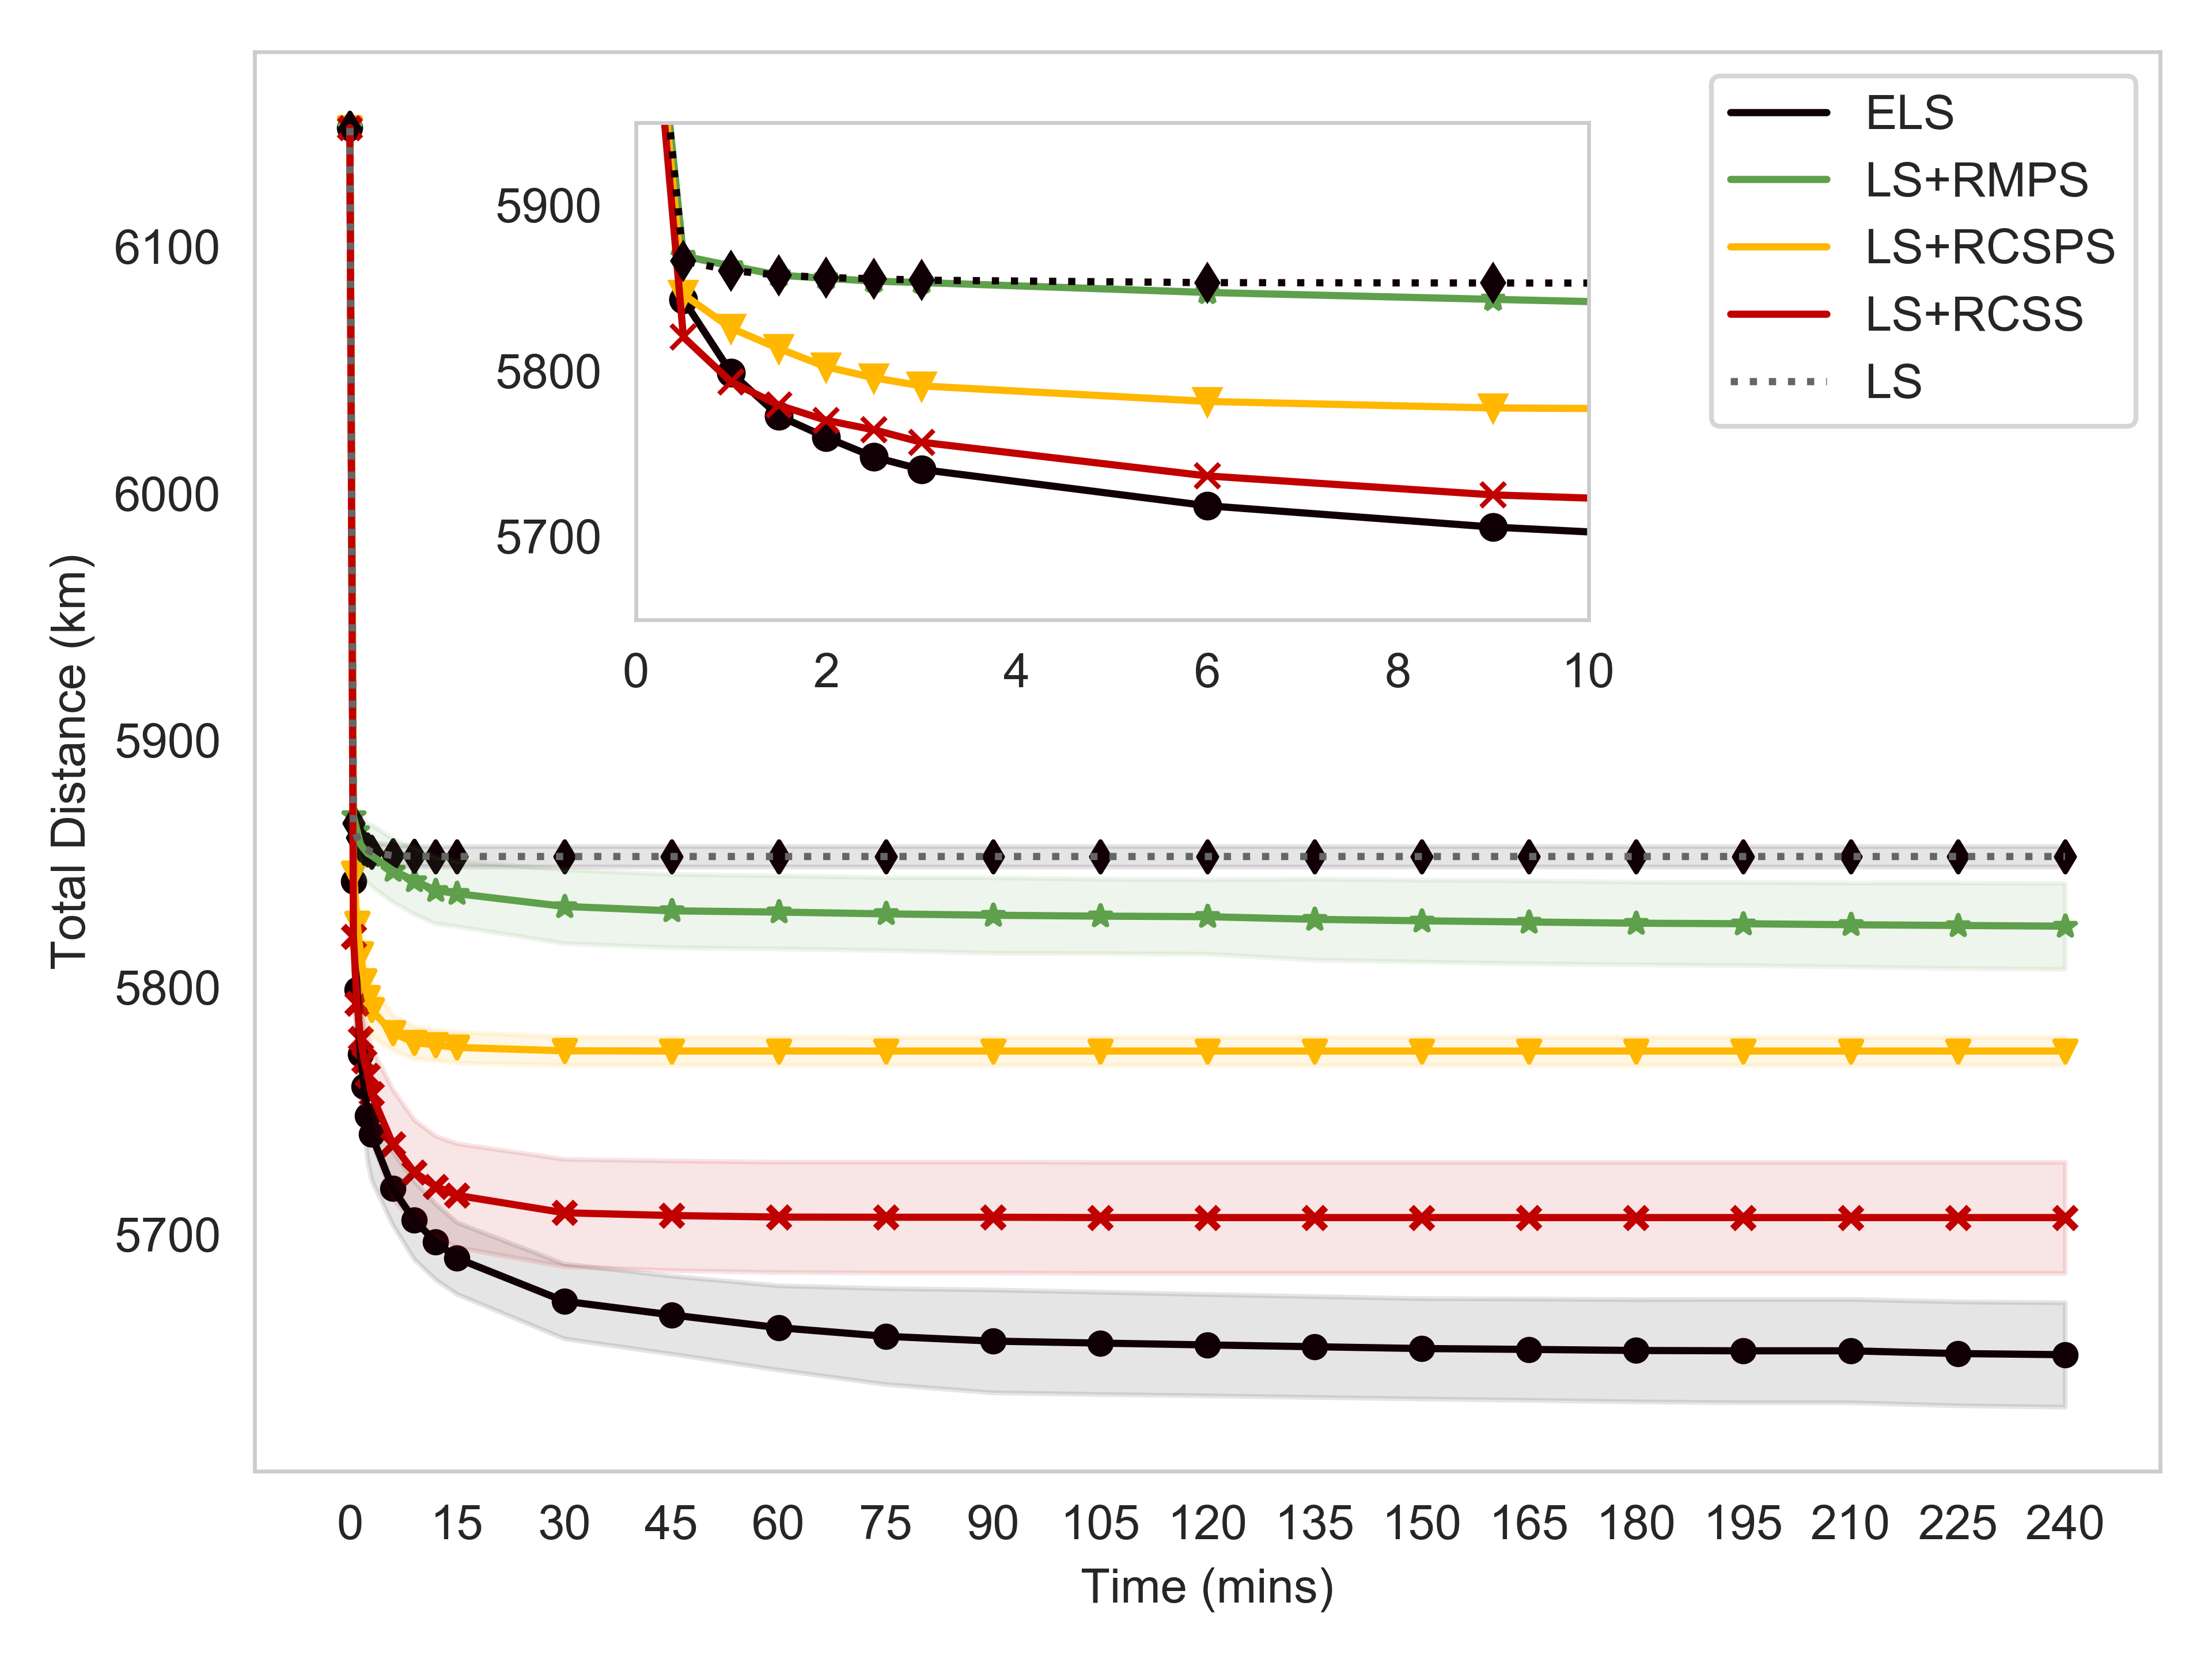 ELS
LS+RMPS
LS+RCSPS
LS+RCSS
LS
5900
5800
5700
0 2 4 6 8 10
6100
6000
5900
5800
5700
Total Distance (km)
0 15 30 45 60 75 90 105 120 135 150 165 180 195 210 225 240
Time (mins)